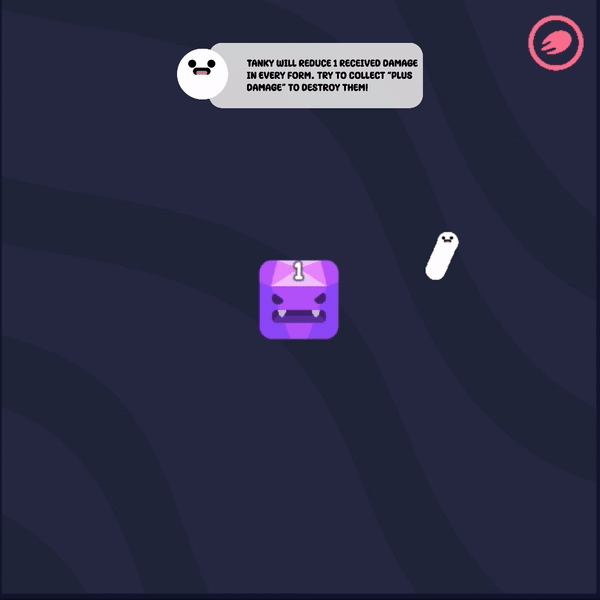 TANKY WILL REDUCE 1 RECEIVED DAMAGE
IN EVERY FORM. TRY TO COLLECT "PLUS
DAMAGE" TO DESTROY THEM!
1